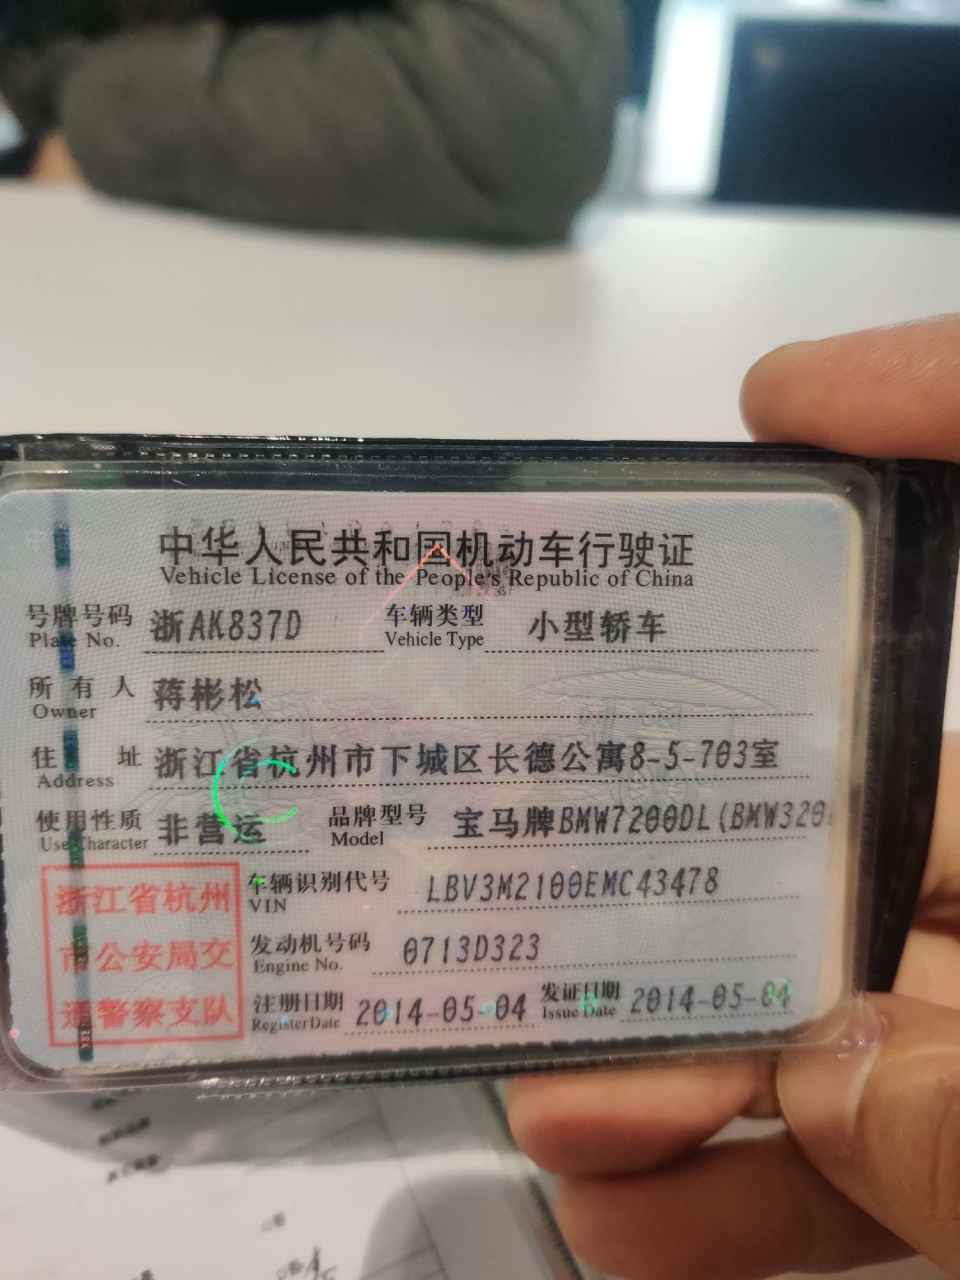 中华人民共和国机动车行驶证
Vehicle License of the People's Republic of China
号牌号码 浙AK837D 车辆类型 小型轿车
Plate No. Vehicle Type
所有人 蒋彬松
Owner
住址 浙江省杭州市下城区长德公寓8-5-703室
Address
使用性质 非营运 品牌型号 宝马牌BMW7200DL(BMW320
Use Character Model
浙江省杭州
市公安局交
通警察支队
车辆识别代号 LBV3M2100EMC43478
VIN
发动机号码 0713D323
Engine No.
注册日期 2014-05-04 发证日期 2014-05-04
Register Date Issue Date